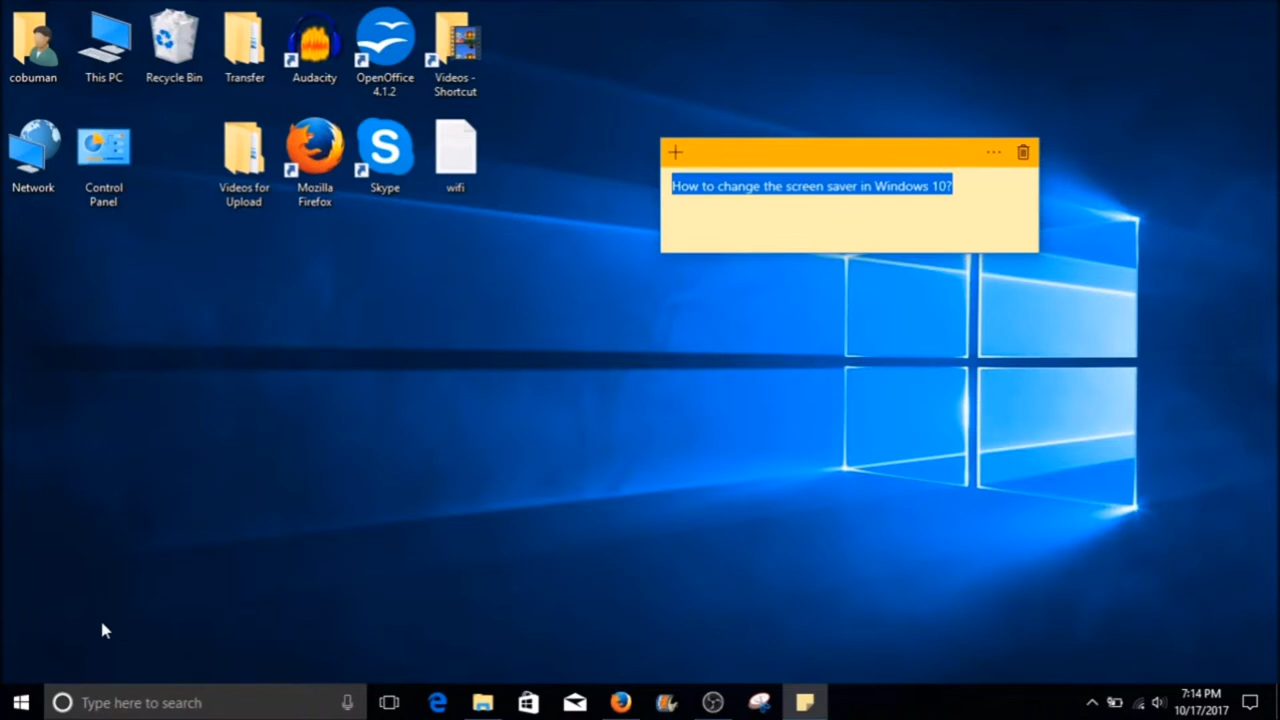 cobuman
This PC
Recycle Bin
Transfer
Audacity
OpenOffice
4.1.2
Videos -
Shortcut
Network
Control
Panel
Videos for
Upload
Mozilla
Firefox
Skype
wifi
How to change the screen saver in Windows 10?
Type here to search
7:14 PM
10/17/2017